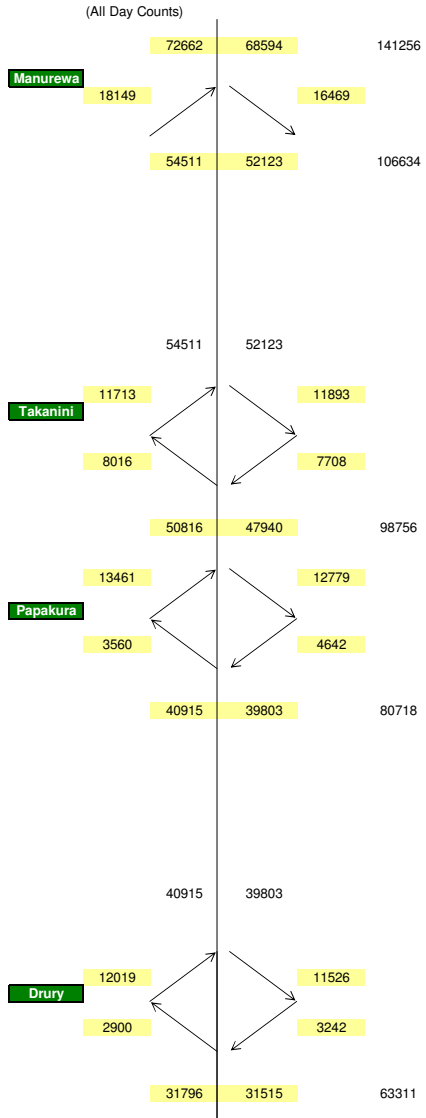 (All Day Counts)
72662 68594 141256
Manurewa
18149 16469
54511 52123 106634
54511 52123
11713 11893
Takanini
8016 7708
50816 47940 98756
13461 12779
Papakura
3560 4642
40915 39803 80718
40915 39803
12019 11526
Drury
2900 3242
31796 31515 63311